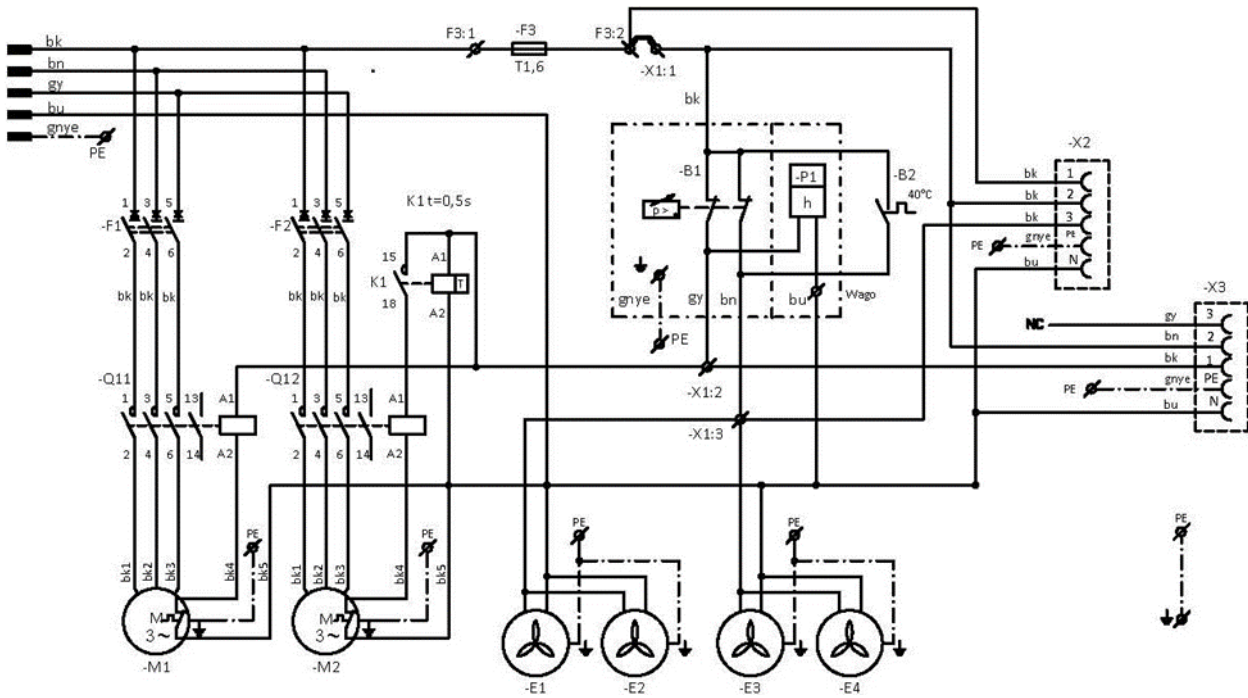 bk
bn
gy
bu
gnye
PE
F3:1
-F3
T1,6
F3:2
-X1:1
bk
-B1
p >
-P1
h
-B2
40°C
gnye
gy
bn
bu
Wago
PE
-X1:2
-X1:3
-X2
bk 1
bk 2
bk 3
PE gnye PE
bu N
-X3
NC gy 3
bn 2
bk 1
PE gnye PE
bu N
1 3 5
-F1
2 4 6
bk bk bk
1 3 5
-F2
2 4 6
bk bk bk
K1 t=0,5s
15 A1
K1 T
18 A2
-Q11
1 3 5 13 A1
2 4 6 14 A2
-Q12
1 3 5 13 A1
2 4 6 14 A2
bk1 bk2 bk3 bk4 PE bk5
M
3 ~
-M1
bk1 bk2 bk3 bk4 PE bk5
M
3 ~
-M2
PE
-E1
-E2
PE
-E3
-E4
PE